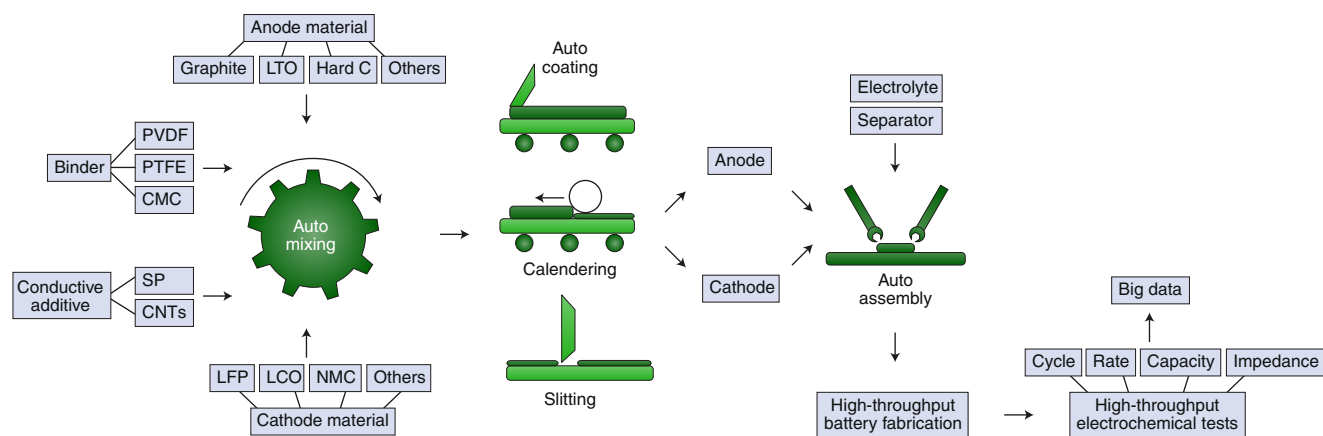 Anode material
Graphite
LTO
Hard C
Others
Binder
PVDF
PTFE
CMC
Conductive
additive
SP
CNTs
Auto
mixing
LFP
LCO
NMC
Others
Cathode material
Auto
coating
Calendering
Slitting
Anode
Cathode
Electrolyte
Separator
Auto
assembly
High-throughput
battery fabrication
Big data
Cycle
Rate
Capacity
Impedance
High-throughput
electrochemical tests